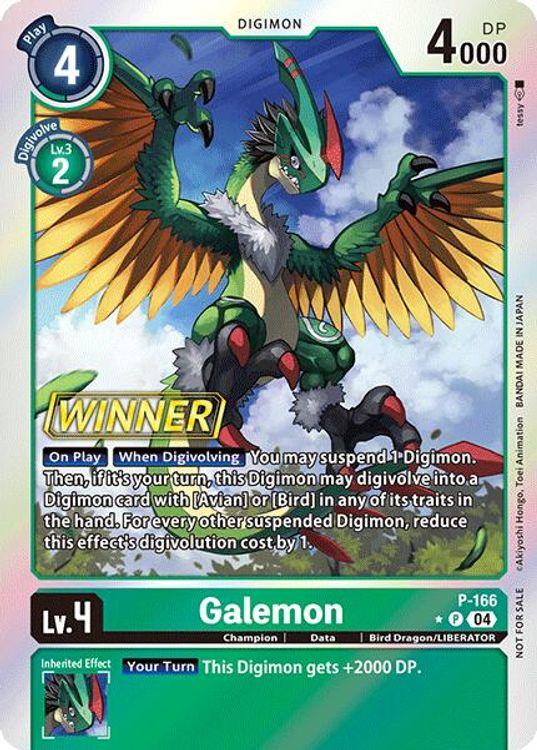 DIGIMON
Play
4
DP
4000
Digivolve
Lv.3
2
tessy
WINNER
[On Play] [When Digivolving] You may suspend 1 Digimon.
Then, if it's your turn, this Digimon may digivolve into a
Digimon card with [Avian] or [Bird] in any of its traits in
the hand. For every other suspended Digimon, reduce
this effect's digivolution cost by 1.
©Akiyoshi Hongo, Toei Animation BANDAI MADE IN JAPAN
NOT FOR SALE
Lv.4
Galemon
P-166
P 04
Champion | Data | Bird Dragon/LIBERATOR
Inherited Effect
[Your Turn] This Digimon gets +2000 DP.